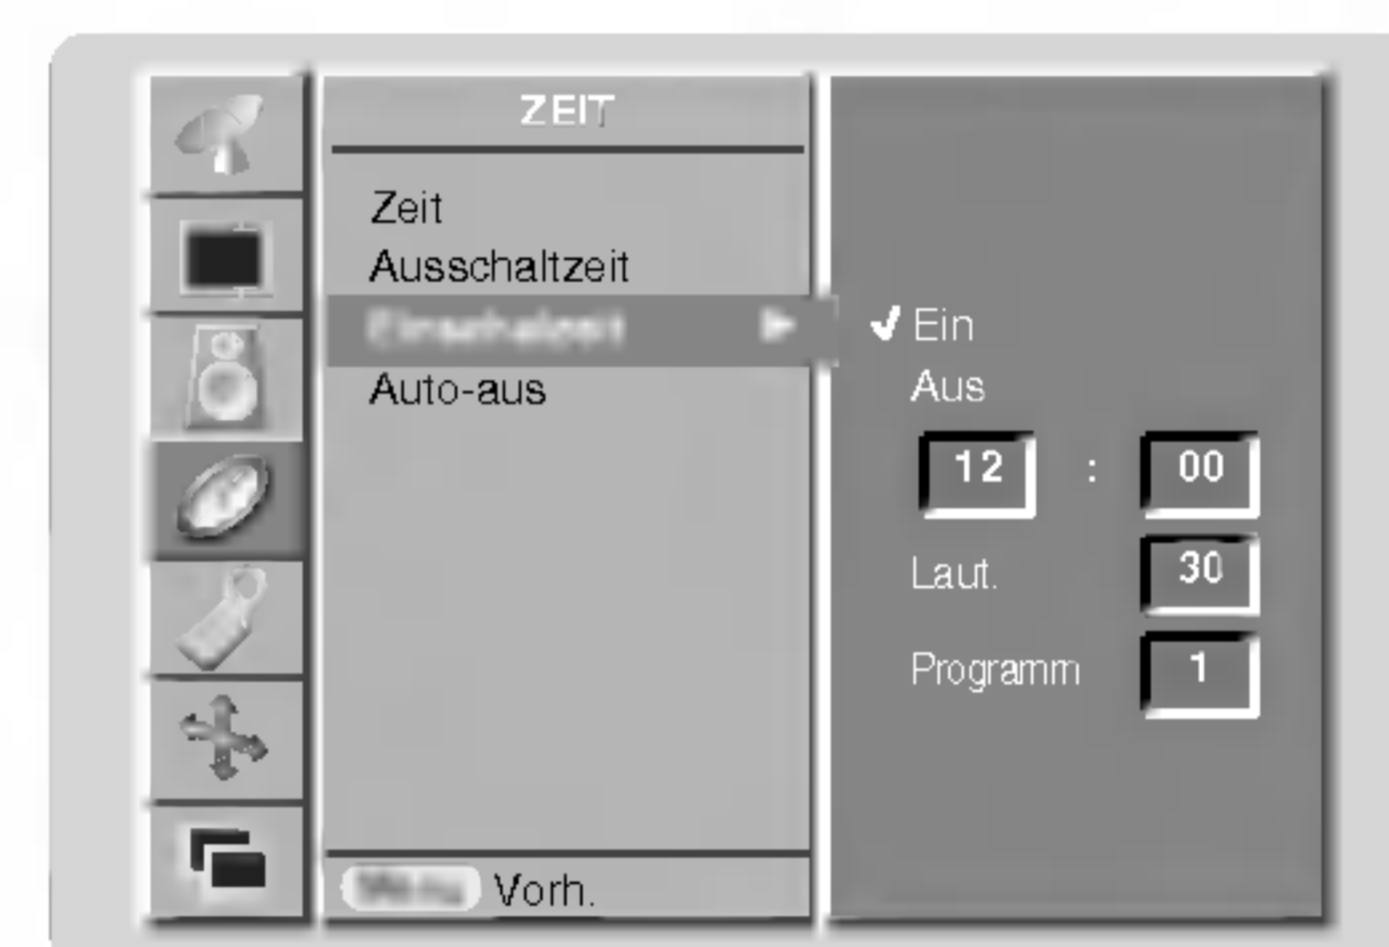 ZEIT
Zeit
Ausschaltzeit
Auto-aus
Vorh.
Ein
Aus
12 : 00
Laut. 30
Programm 1